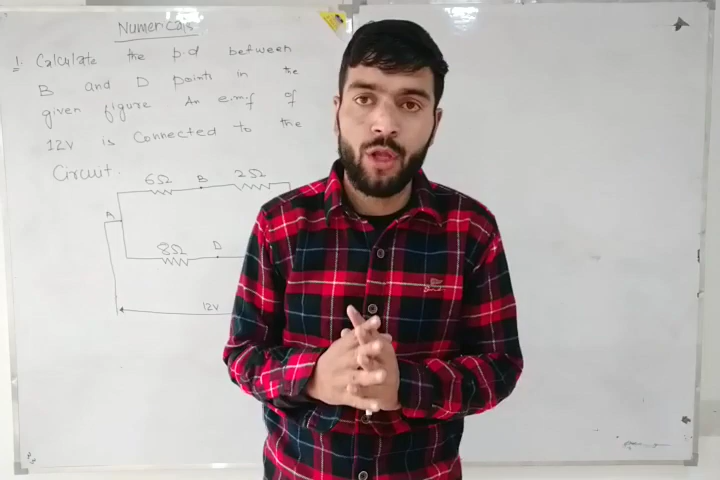 Numericals
1. Calculate the p.d between
B and D points in the
given figure An e.m.f of
12V is Connected to the
Circuit.
6Ω B 2Ω
A
8Ω D
12V